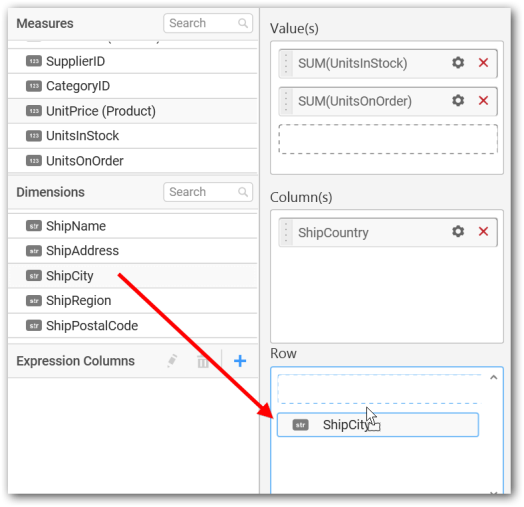 Measures
Search
123 SupplierID
123 CategoryID
123 UnitPrice (Product)
123 UnitsInStock
123 UnitsOnOrder
Dimensions
Search
str ShipName
str ShipAddress
str ShipCity
str ShipRegion
str ShipPostalCode
Expression Columns
Value(s)
SUM(UnitsInStock)
SUM(UnitsOnOrder)
Column(s)
ShipCountry
Row
str ShipCity